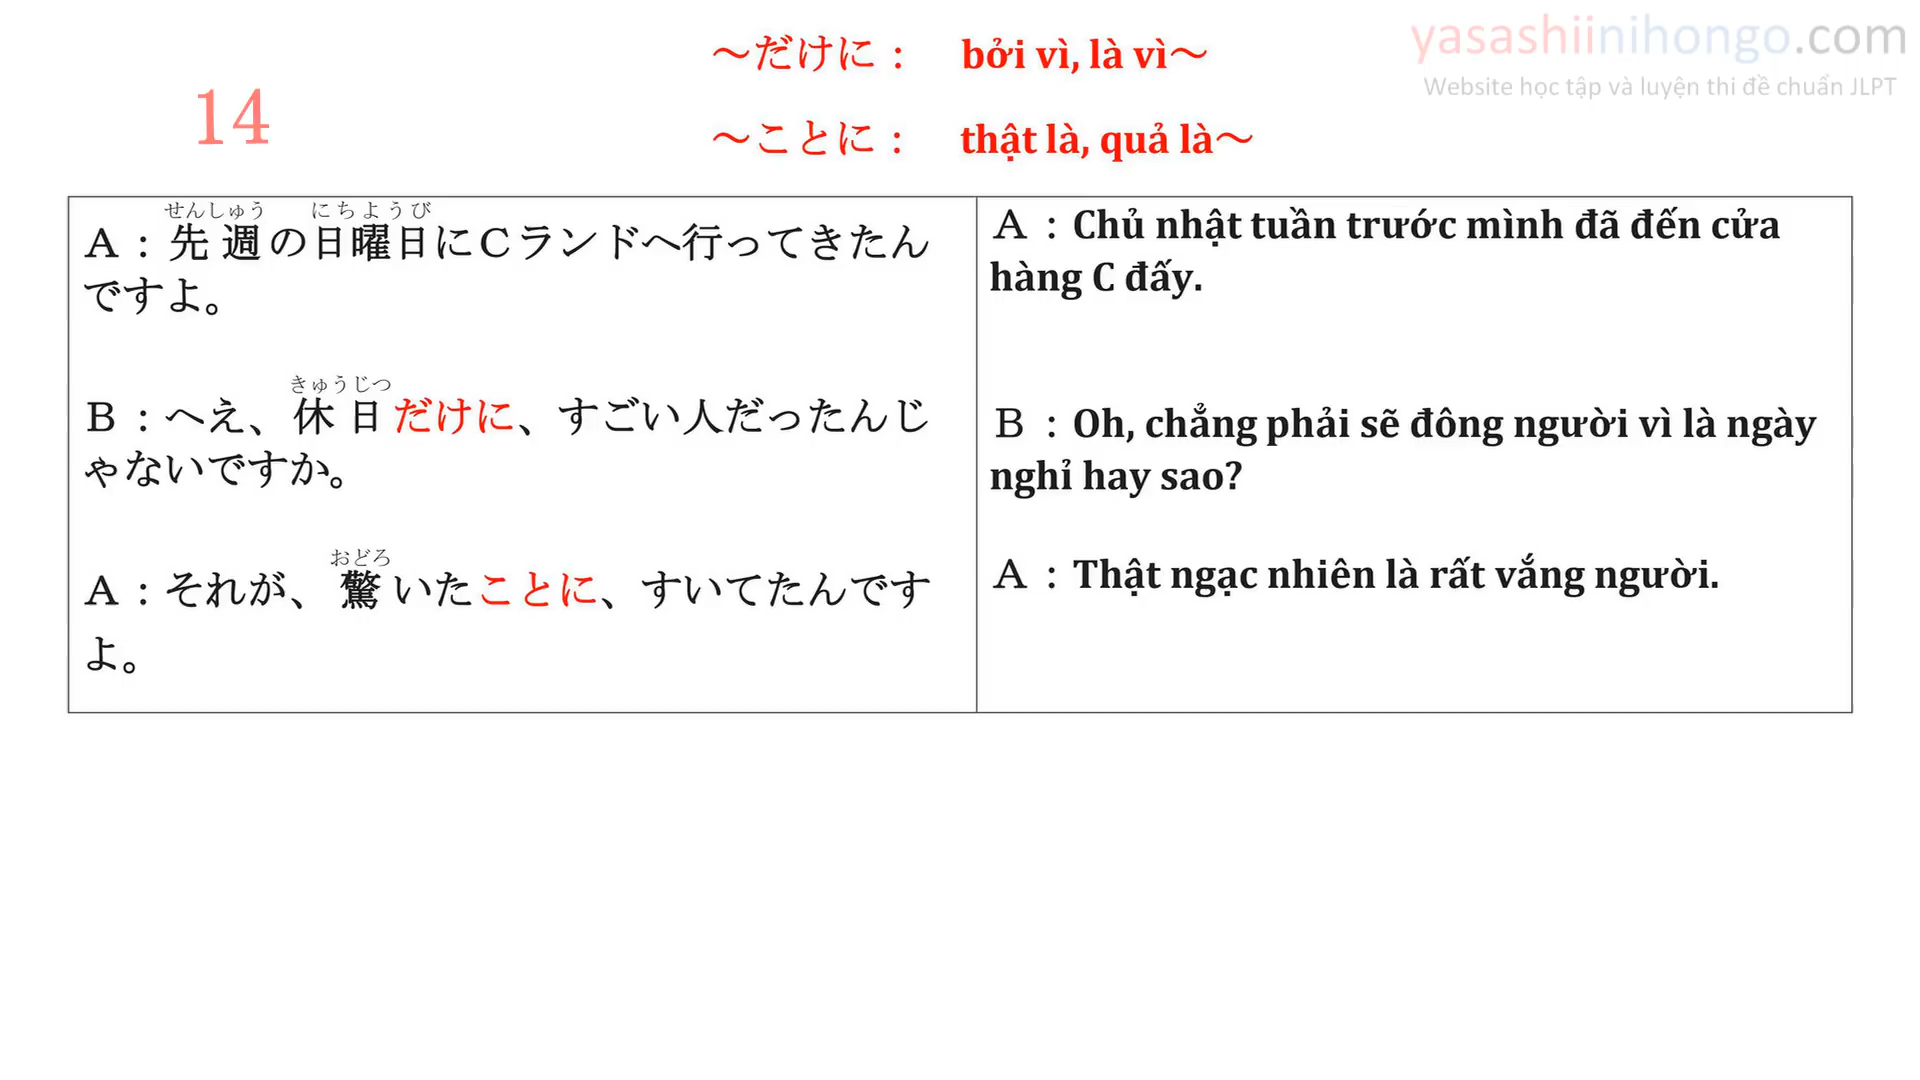 yasashiinihongo.com
Website học tập và luyện thi đề chuẩn JLPT
14
～だけに： bởi vì, là vì～
～ことに： thật là, quả là～
せんしゅう にちようび
Ａ：先週の日曜日にＣランドへ行ってきたん
ですよ。
きゅうじつ
Ｂ：へえ、休日だけに、すごい人だったんじ
ゃないですか。
おどろ
Ａ：それが、驚いたことに、すいてたんです
よ。
Ａ：Chủ nhật tuần trước mình đã đến cửa
hàng C đấy.
Ｂ：Oh, chẳng phải sẽ đông người vì là ngày
nghỉ hay sao?
Ａ：Thật ngạc nhiên là rất vắng người.